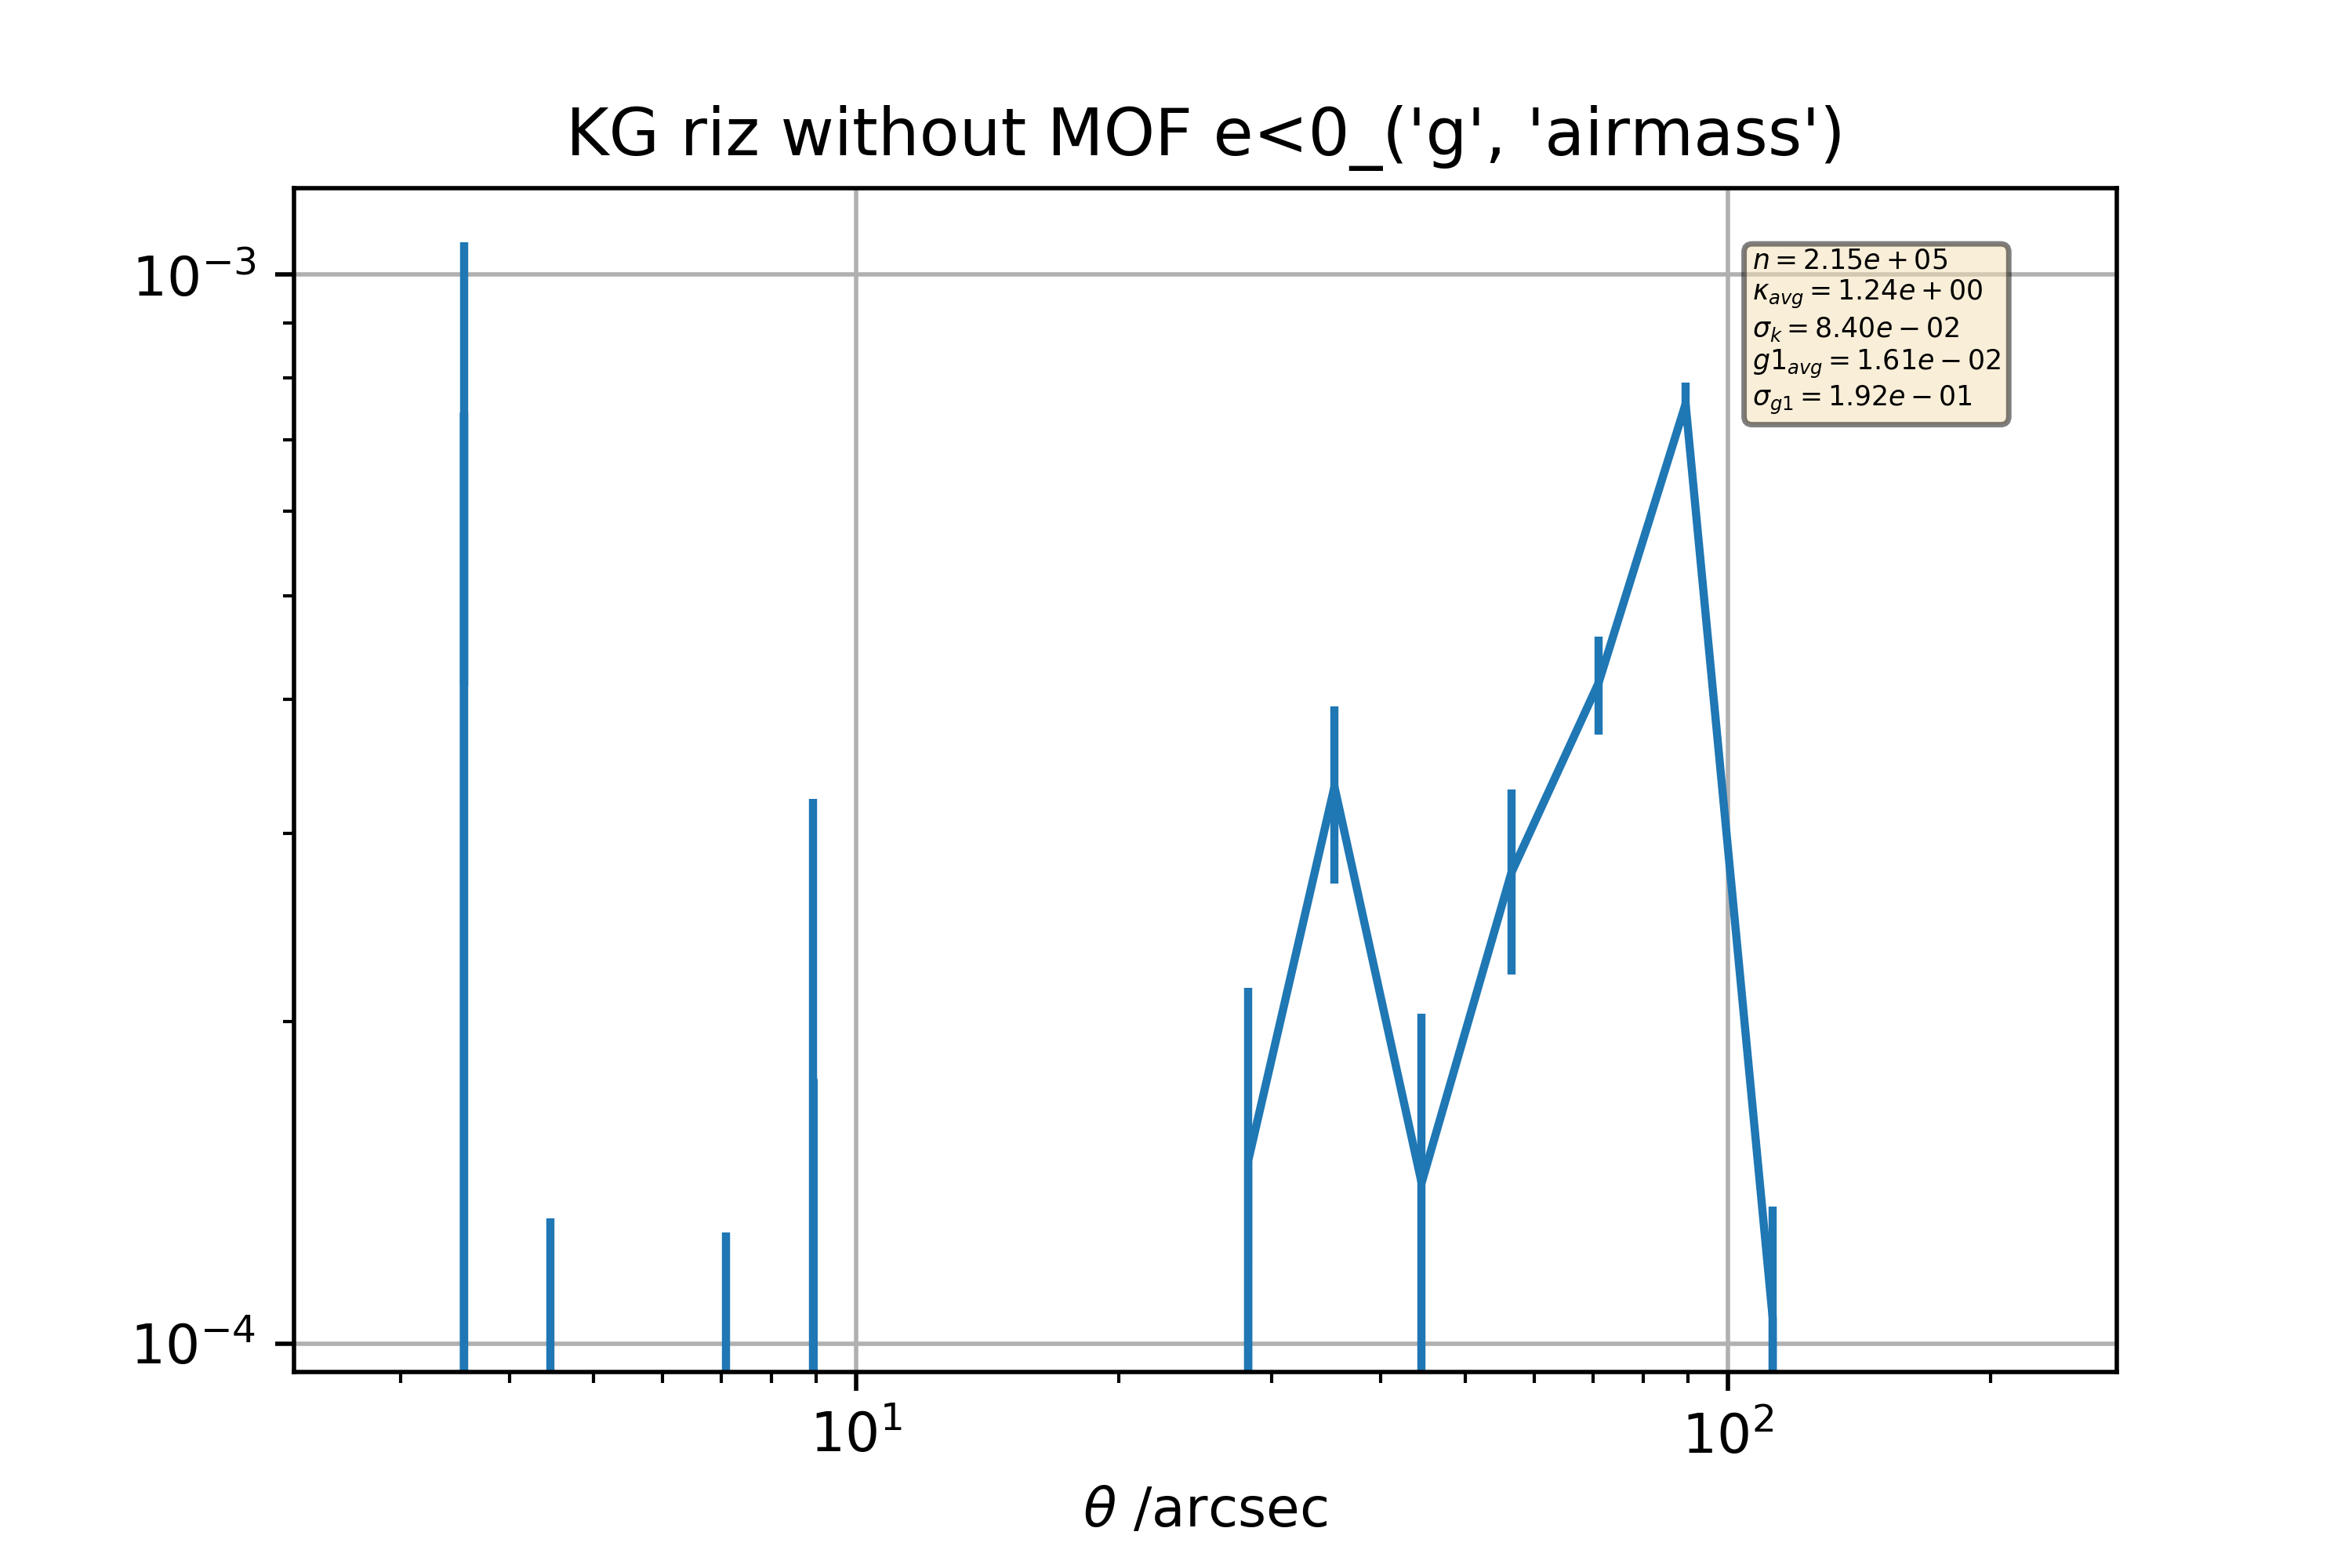 KG riz without MOF e<0_('g', 'airmass')
10⁻³
n = 2.15e + 05
κ_avg = 1.24e + 00
σ_k = 8.40e − 02
g1_avg = 1.61e − 02
σ_g1 = 1.92e − 01
10⁻⁴
10¹ 10²
θ /arcsec